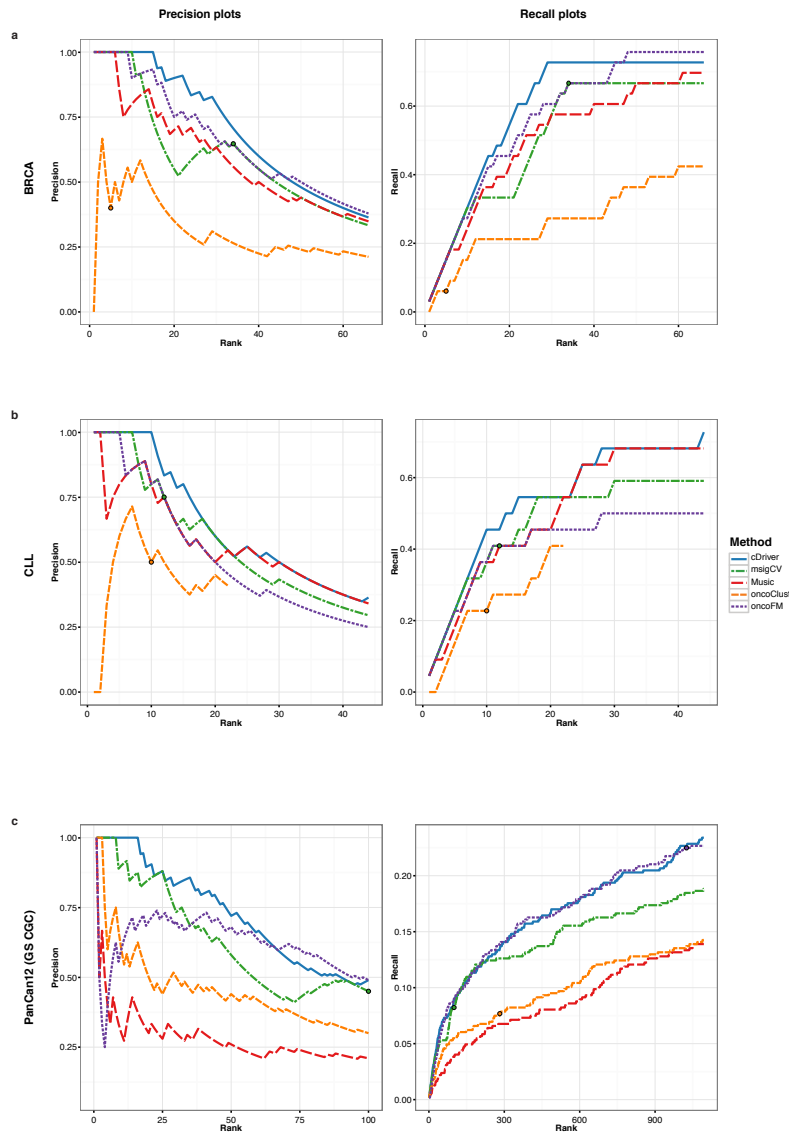 Precision plots
Recall plots
a
BRCA
Precision
1.00
0.75
0.50
0.25
0.00
0
20
40
60
Rank
Recall
0.6
0.4
0.2
0.0
0
20
40
60
Rank
b
CLL
Precision
1.00
0.75
0.50
0.25
0.00
0
10
20
30
40
Rank
Recall
0.6
0.4
0.2
0.0
0
10
20
30
40
Rank
Method
cDriver
msigCV
Music
oncoClust
oncoFM
c
PanCan12 (GS CGC)
Precision
1.00
0.75
0.50
0.25
0
25
50
75
100
Rank
Recall
0.20
0.15
0.10
0.05
0.00
0
300
600
900
Rank